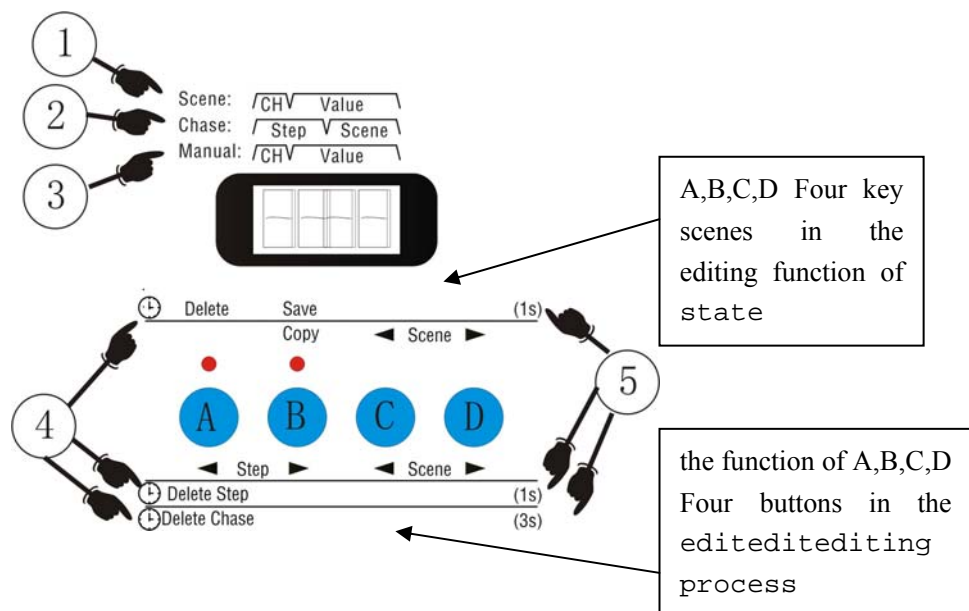 1
2
3
Scene: CH Value
Chase: Step Scene
Manual: CH Value
A,B,C,D Four key
scenes in the
editing function of
state
Delete Save (1s)
Copy ◄ Scene ►
4
A B C D
5
◄ Step ► ◄ Scene ►
Delete Step (1s)
Delete Chase (3s)
the function of A,B,C,D
Four buttons in the
editeditediting
process